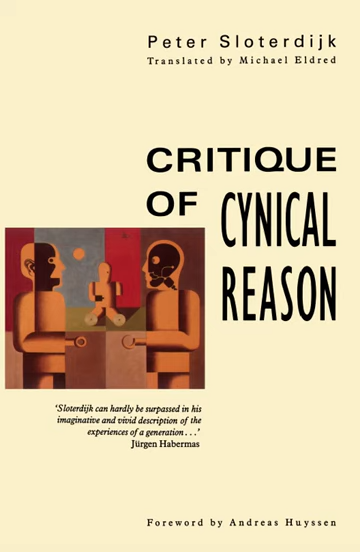 Peter Sloterdijk
Translated by Michael Eldred
CRITIQUE
OF CYNICAL
REASON
'Sloterdijk can hardly be surpassed in his
imaginative and vivid description of the
experiences of a generation . . .'
Jürgen Habermas
Foreword by Andreas Huyssen